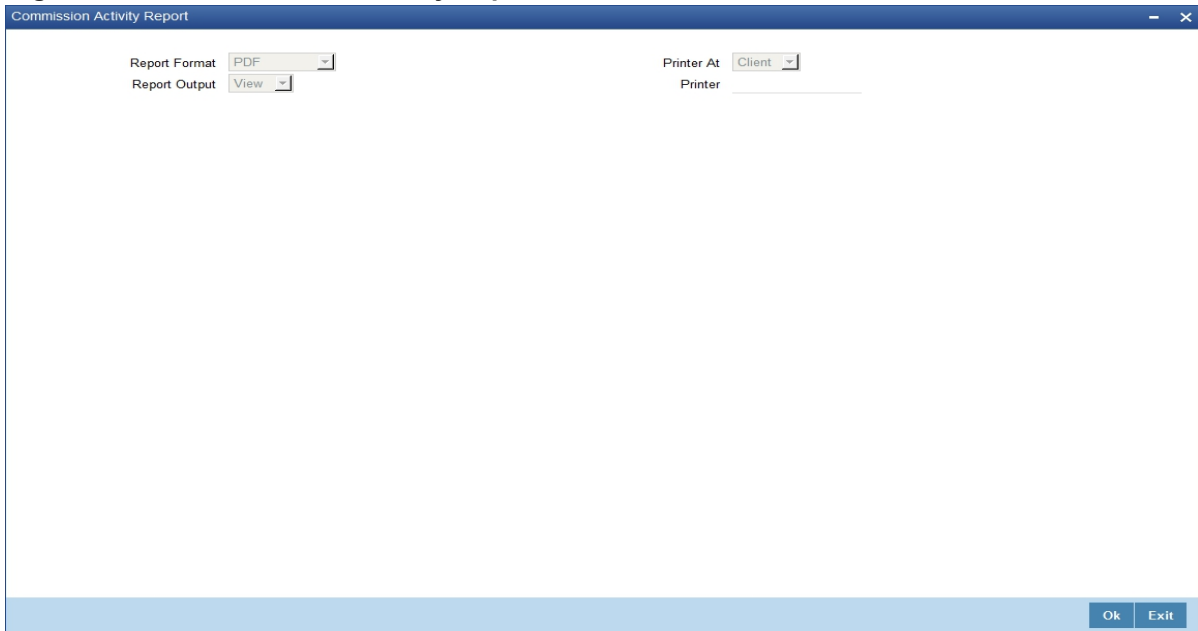 Commission Activity Report
Report Format PDF
Printer At Client
Report Output View
Printer
Ok Exit